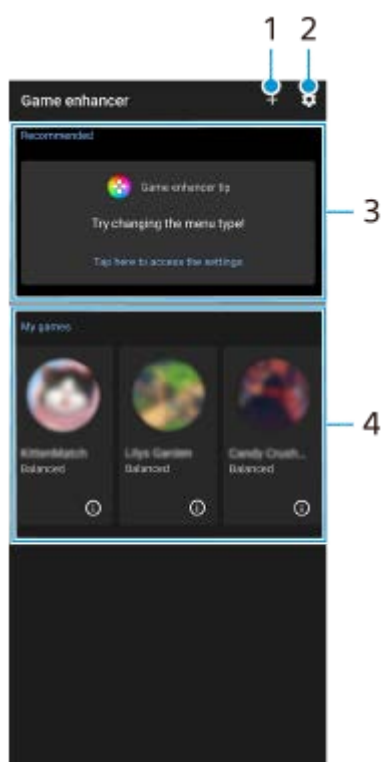 1 2
Game enhancer
Recommended
3
Game enhancer tip
Try changing the menu type!
Tap here to access the settings
My games
4
KittenMatch Lilys Garden Candy Crush...
Balanced Balanced Balanced